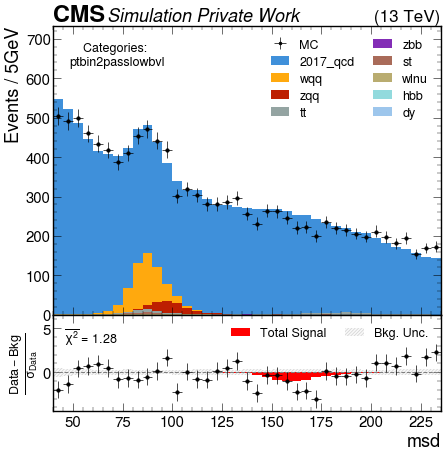 CMS Simulation Private Work (13 TeV)
Events / 5GeV
Categories:
ptbin2passlowbvl
MC
2017_qcd
wqq
zqq
tt
zbb
st
wlnu
hbb
dy
700
600
500
400
300
200
100
0
Data − Bkg
σData
5
0
χ² = 1.28
Total Signal
Bkg. Unc.
50 75 100 125 150 175 200 225
msd